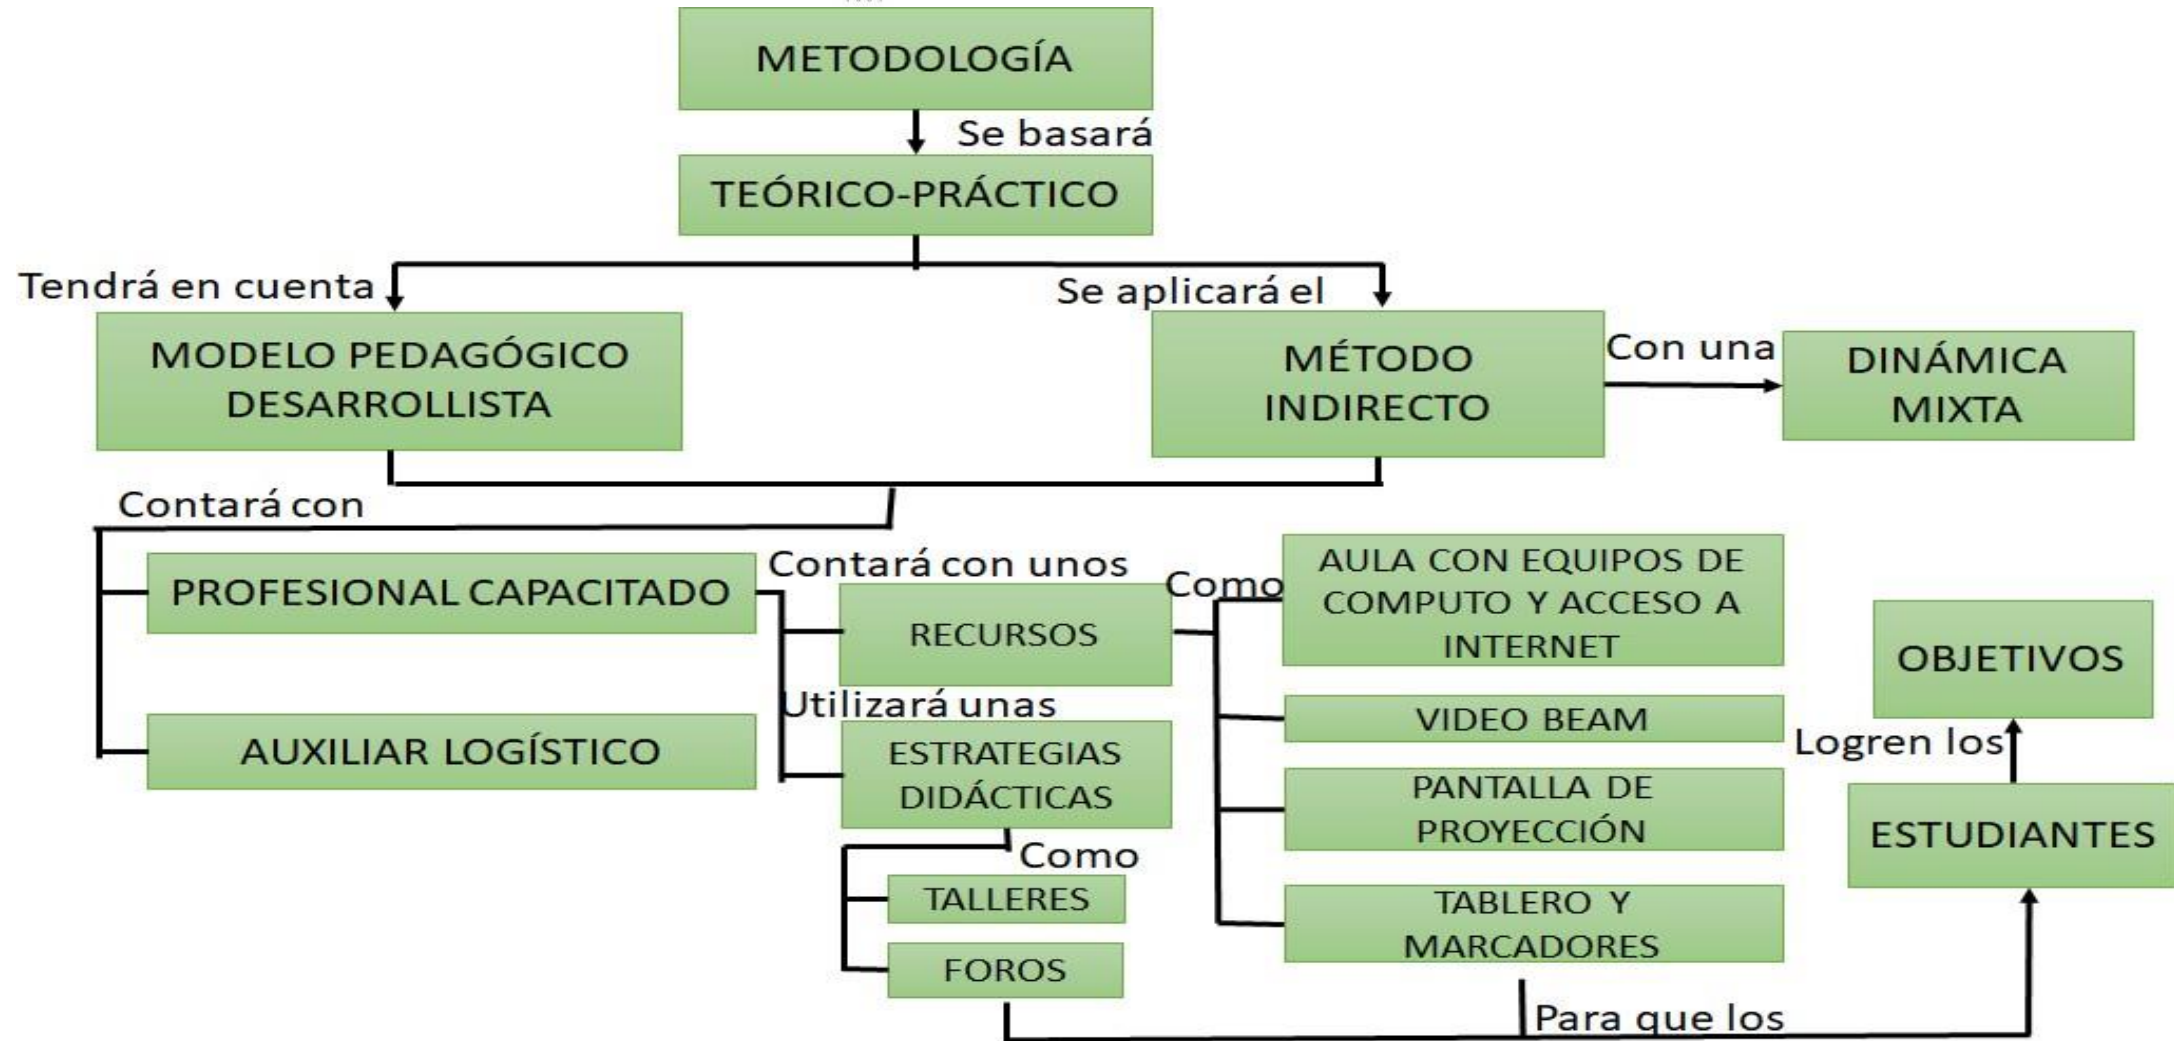 METODOLOGÍA
Se basará
TEÓRICO-PRÁCTICO
Tendrá en cuenta
Se aplicará el
MODELO PEDAGÓGICO
DESARROLLISTA
MÉTODO
INDIRECTO
Con una
DINÁMICA
MIXTA
Contará con
PROFESIONAL CAPACITADO
AUXILIAR LOGÍSTICO
Contará con unos
RECURSOS
Utilizará unas
ESTRATEGIAS
DIDÁCTICAS
Como
TALLERES
FOROS
Como
AULA CON EQUIPOS DE
COMPUTO Y ACCESO A
INTERNET
VIDEO BEAM
PANTALLA DE
PROYECCIÓN
TABLERO Y
MARCADORES
Para que los
ESTUDIANTES
Logren los
OBJETIVOS